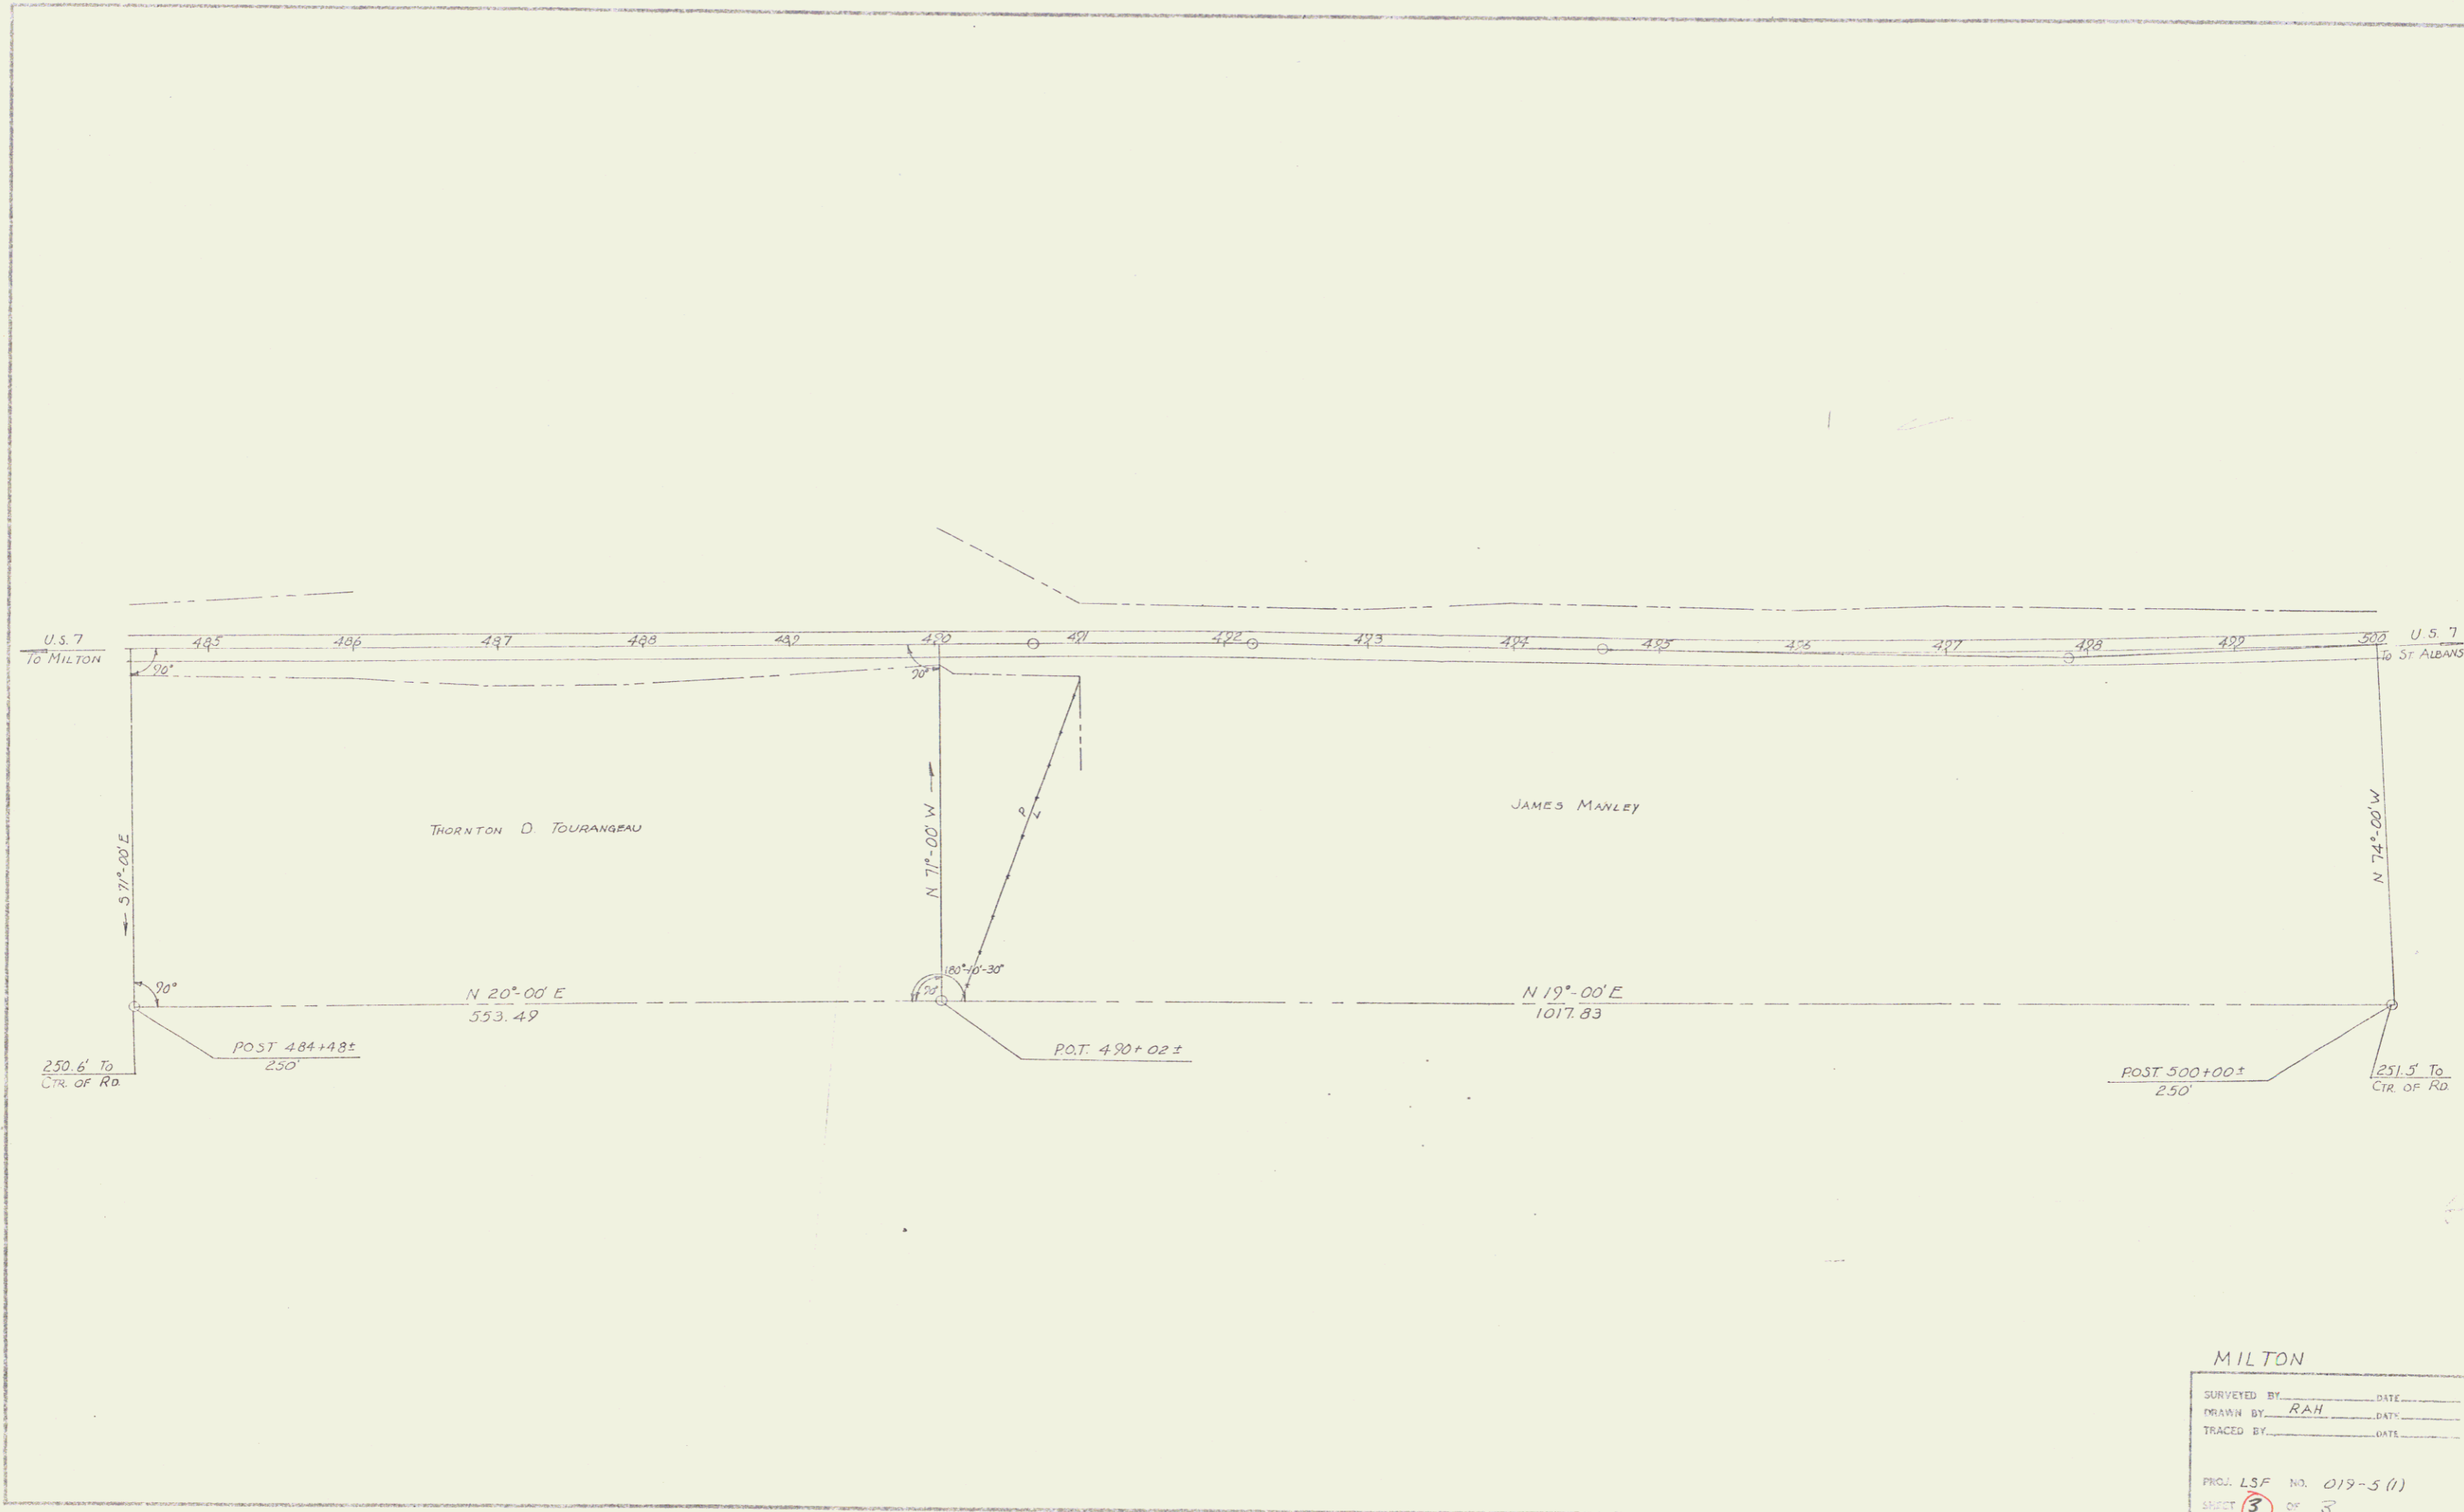 U.S. 7
TO MILTON
485 486 487 488 489 490 491 492 493 494 495 496 497 498 499 500
U.S. 7
TO ST ALBANS
90°
90°
THORNTON D. TOURANGEAU
JAMES MANLEY
P
L
S 71°-00' E
N 71°-00' W
N 74°-00' W
90°
90°
180°-10'-30"
N 20°-00' E
553.49
N 19°-00' E
1017.83
POST 484+48±
250'
P.O.T. 490+02±
POST 500+00±
250'
250.6' TO
CTR. OF RD.
251.5' TO
CTR. OF RD.
MILTON
SURVEYED BY DATE
DRAWN BY RAH DATE
TRACED BY DATE
PROJ. LSF NO. 019-5 (1)
SHEET 3 OF 3